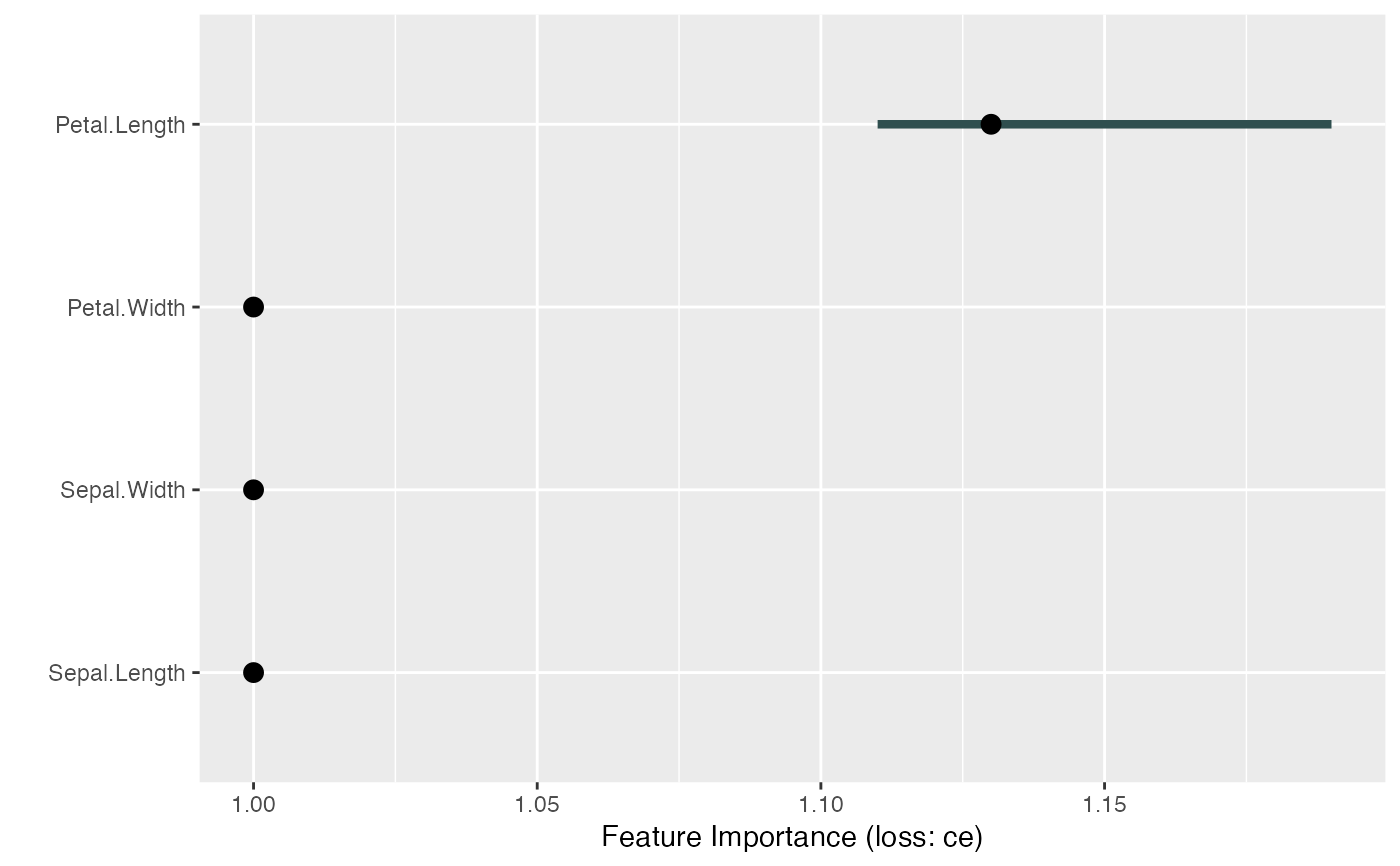 Petal.Length
Petal.Width
Sepal.Width
Sepal.Length
1.00 1.05 1.10 1.15
Feature Importance (loss: ce)